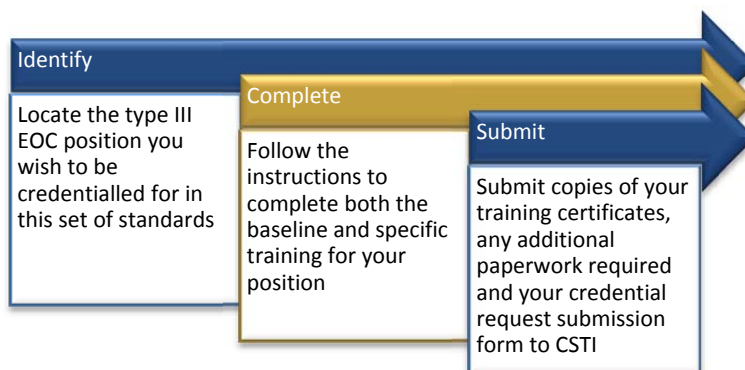 Identify
Locate the type III
EOC position you
wish to be
credentialled for in
this set of standards
Complete
Follow the
instructions to
complete both the
baseline and specific
training for your
position
Submit
Submit copies of your
training certificates,
any additional
paperwork required
and your credential
request submission
form to CSTI